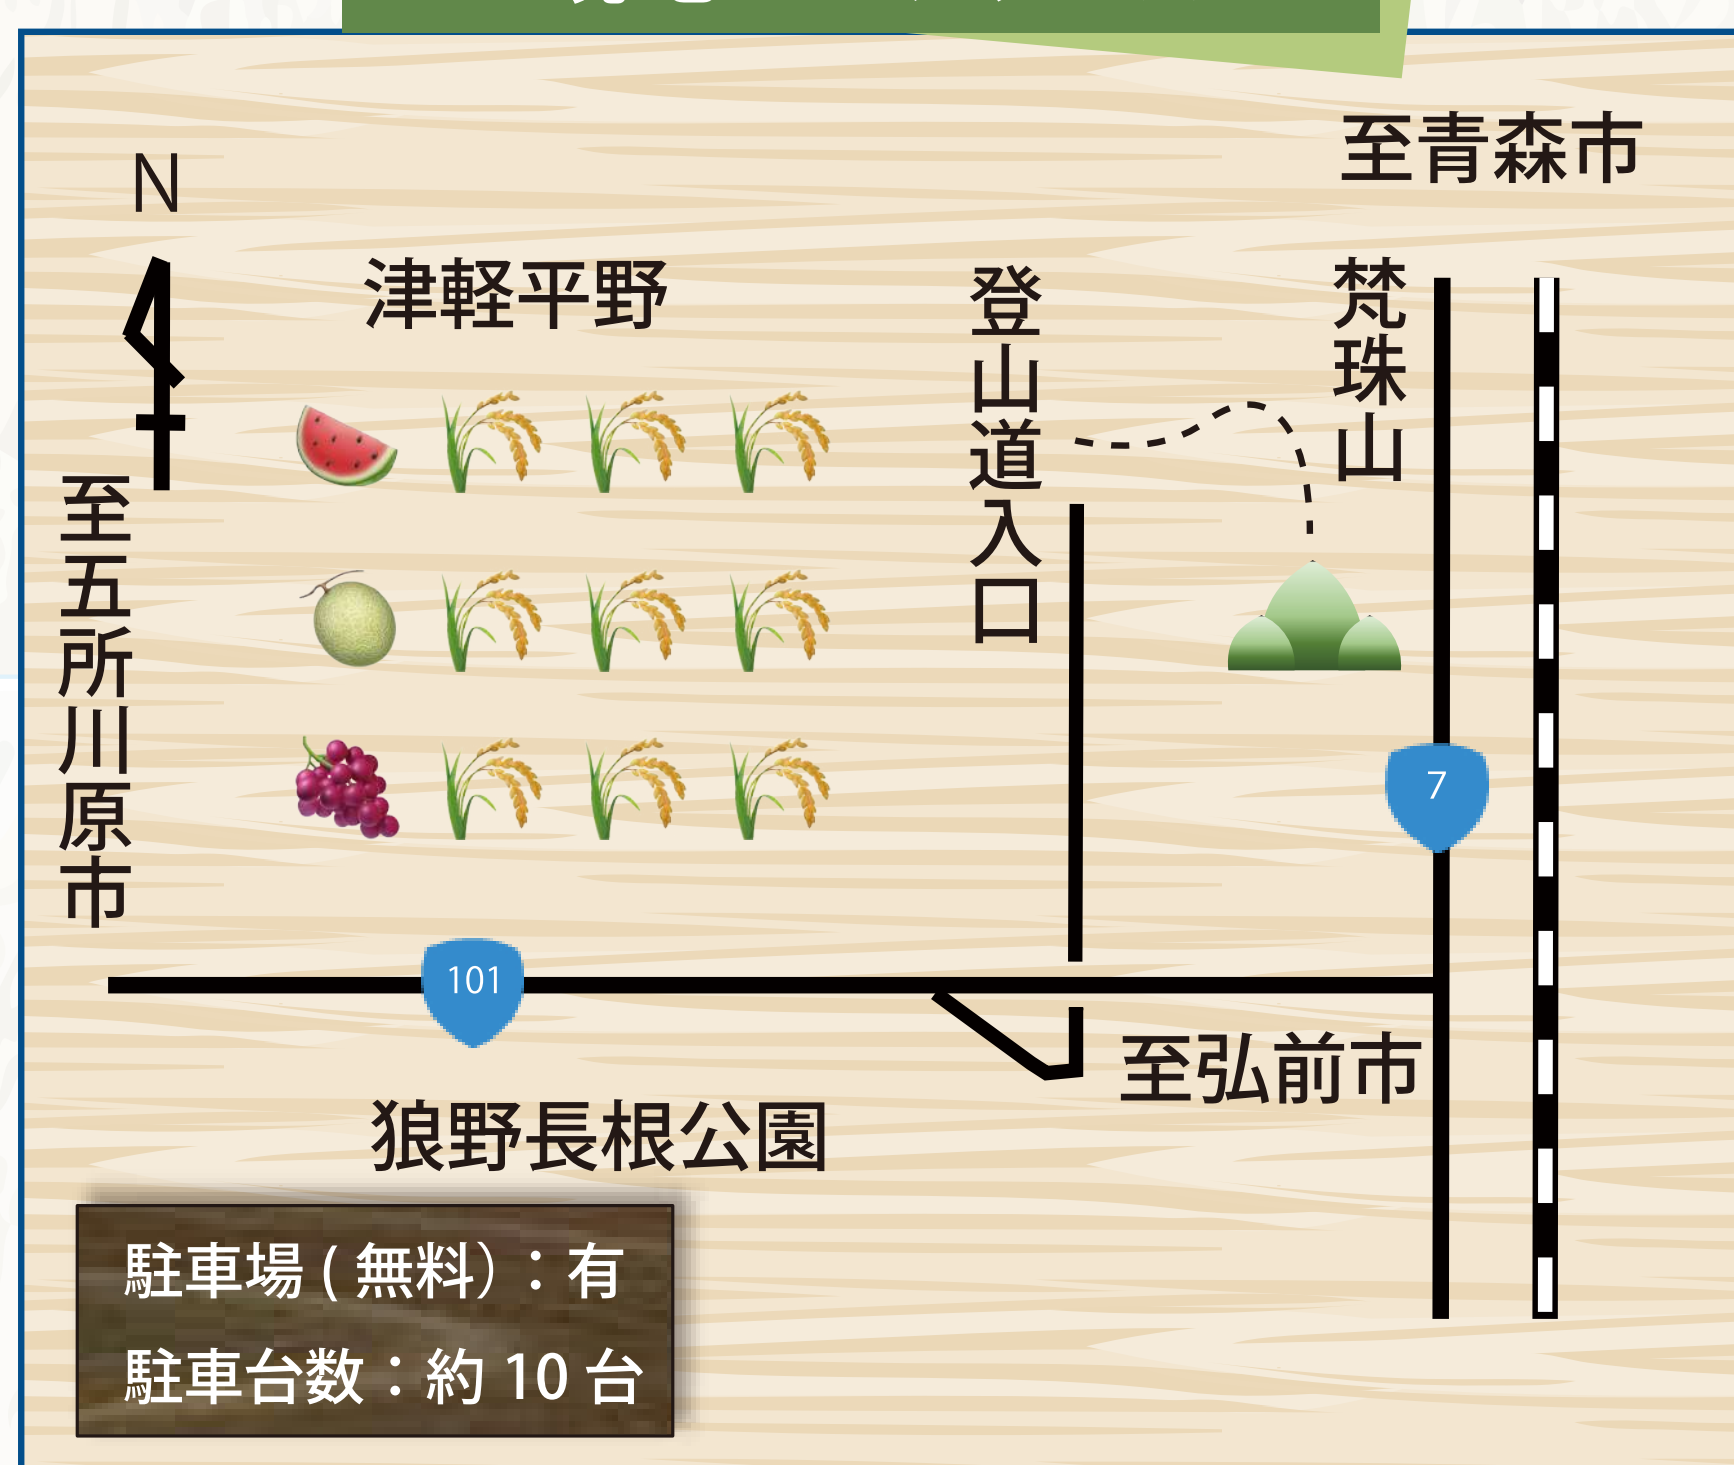 至青森市
N
津軽平野
登山道入口
梵珠山
至五所川原市
7
101
至弘前市
狼野長根公園
駐車場(無料）：有
駐車台数：約10台